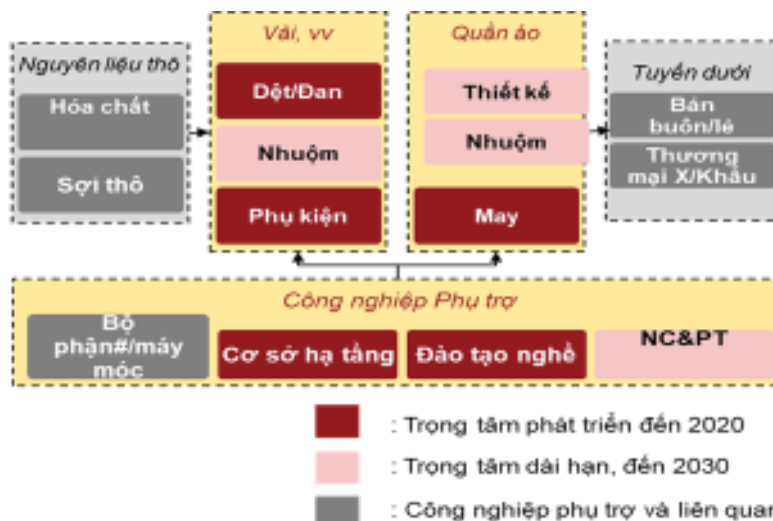 Nguyên liệu thô
Hóa chất
Sợi thô
Vải, vv
Dệt/Đan
Nhuộm
Phụ kiện
Quần áo
Thiết kế
Nhuộm
May
Tuyến dưới
Bán
buôn/lẻ
Thương
mại X/Khẩu
Công nghiệp Phụ trợ
Bộ
phận#/máy
móc
Cơ sở hạ tầng
Đào tạo nghề
NC&PT
: Trọng tâm phát triển đến 2020
: Trọng tâm dài hạn, đến 2030
: Công nghiệp phụ trợ và liên quan